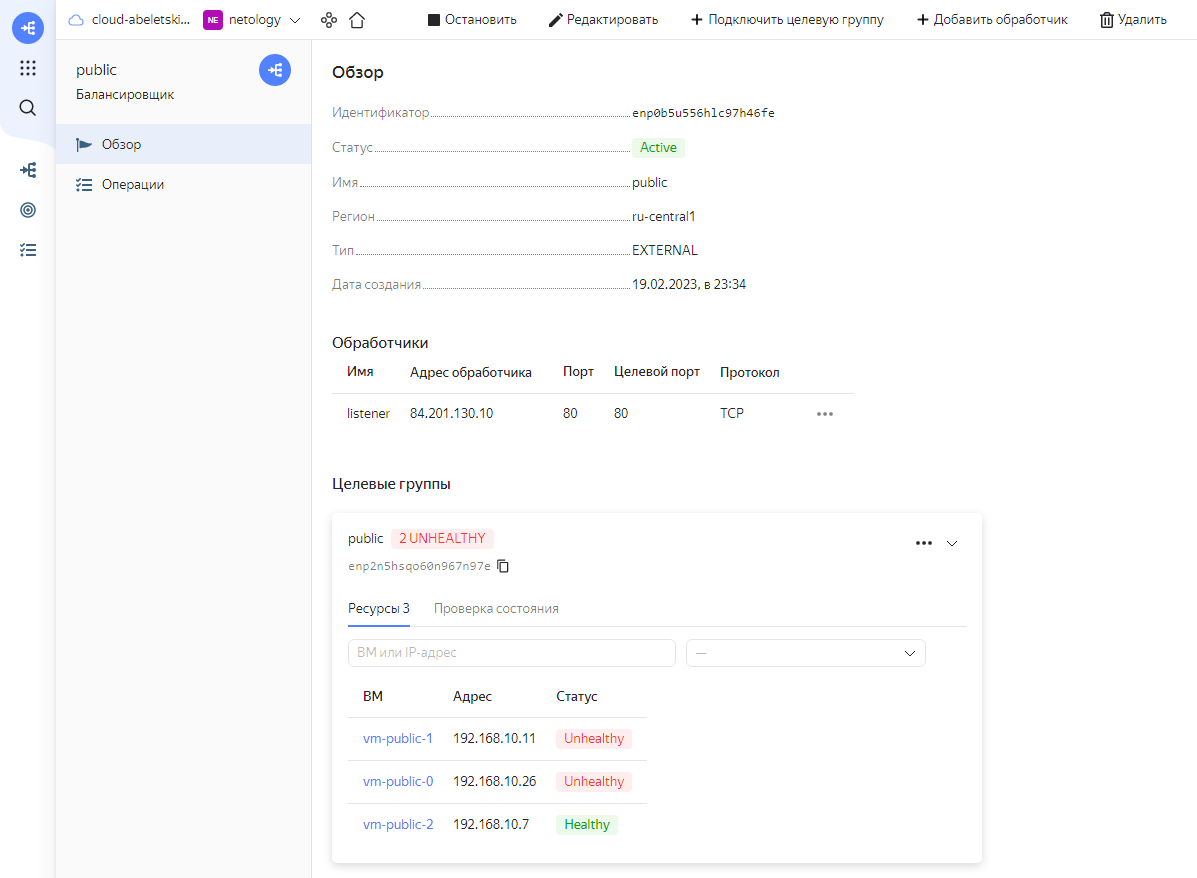 cloud-abeletski... NE netology Остановить Редактировать Подключить целевую группу Добавить обработчик Удалить
public
Балансировщик
Обзор
Операции
Обзор
Идентификатор enp0b5u556hlc97h46fe
Статус Active
Имя public
Регион ru-central1
Тип EXTERNAL
Дата создания 19.02.2023, в 23:34
Обработчики
Имя Адрес обработчика Порт Целевой порт Протокол
listener 84.201.130.10 80 80 TCP
Целевые группы
public 2 UNHEALTHY
enp2n5hsqo60n967n97e
Ресурсы 3 Проверка состояния
ВМ или IP-адрес —
ВМ Адрес Статус
vm-public-1 192.168.10.11 Unhealthy
vm-public-0 192.168.10.26 Unhealthy
vm-public-2 192.168.10.7 Healthy